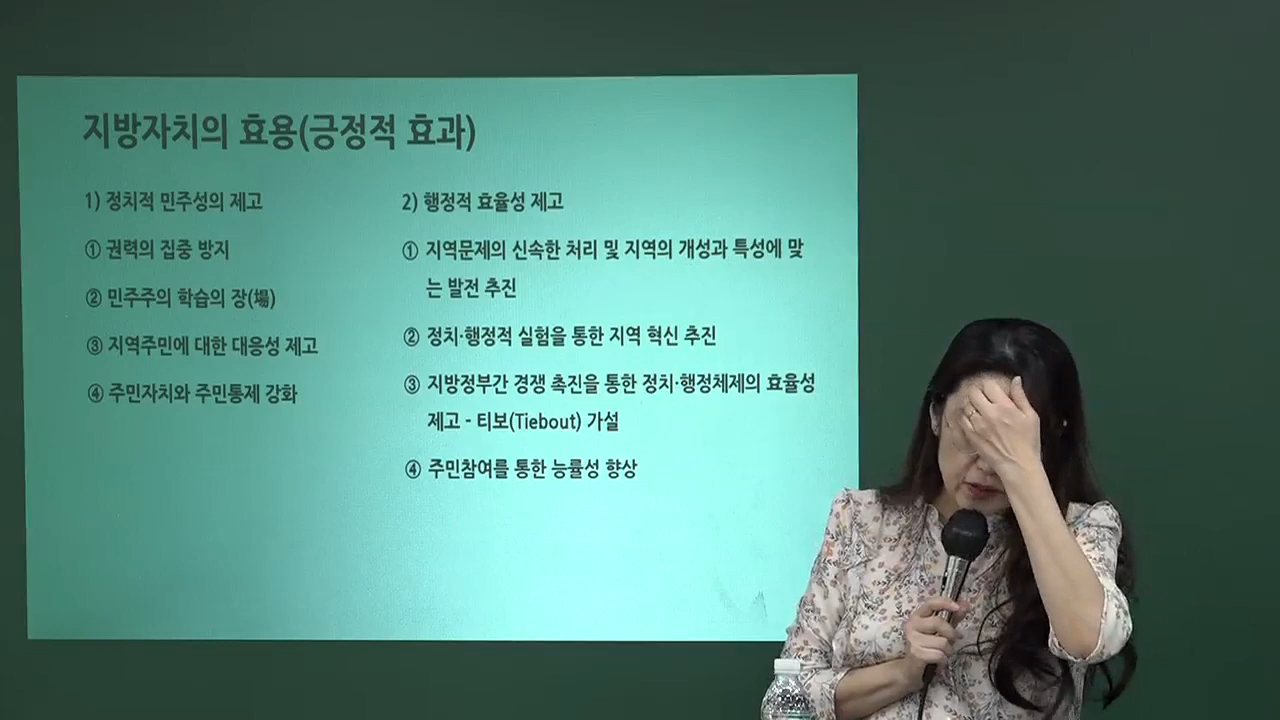 지방자치의 효용(긍정적 효과)
1) 정치적 민주성의 제고
① 권력의 집중 방지
② 민주주의 학습의 장(場)
③ 지역주민에 대한 대응성 제고
④ 주민자치와 주민통제 강화
2) 행정적 효율성 제고
① 지역문제의 신속한 처리 및 지역의 개성과 특성에 맞
는 발전 추진
② 정치·행정적 실험을 통한 지역 혁신 추진
③ 지방정부간 경쟁 촉진을 통한 정치·행정체제의 효율성
제고 - 티보(Tiebout) 가설
④ 주민참여를 통한 능률성 향상